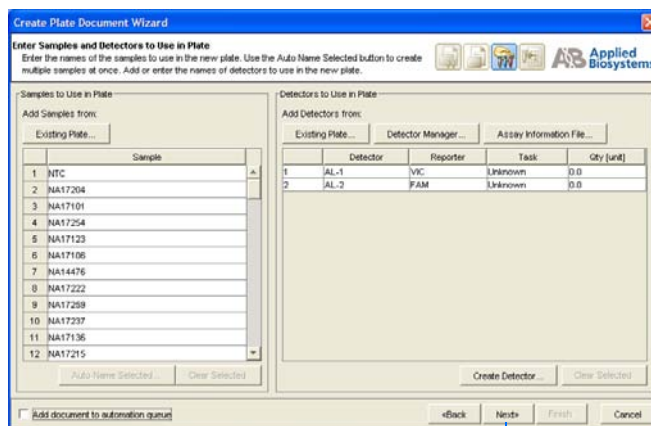 Create Plate Document Wizard
Enter Samples and Detectors to Use in Plate
Enter the names of the samples to use in the new plate. Use the Auto Name Selected button to create
multiple samples at once. Add or enter the names of detectors to use in the new plate.
AB Applied
Biosystems
Samples to Use in Plate
Add Samples from:
Existing Plate...
Sample
1 NTC
2 NA17204
3 NA17101
4 NA17254
5 NA17123
6 NA17106
7 NA14476
8 NA17222
9 NA17259
10 NA17237
11 NA17136
12 NA17215
Auto Name Selected... Clear Selected
Detectors to Use in Plate
Add Detectors from:
Existing Plate... Detector Manager... Assay Information File...
Detector Reporter Task Qty [unit]
1 AL-1 VIC Unknown 0.0
2 AL-2 FAM Unknown 0.0
Create Detector... Clear Selected
Add document to automation queue
«Back Next» Finish Cancel